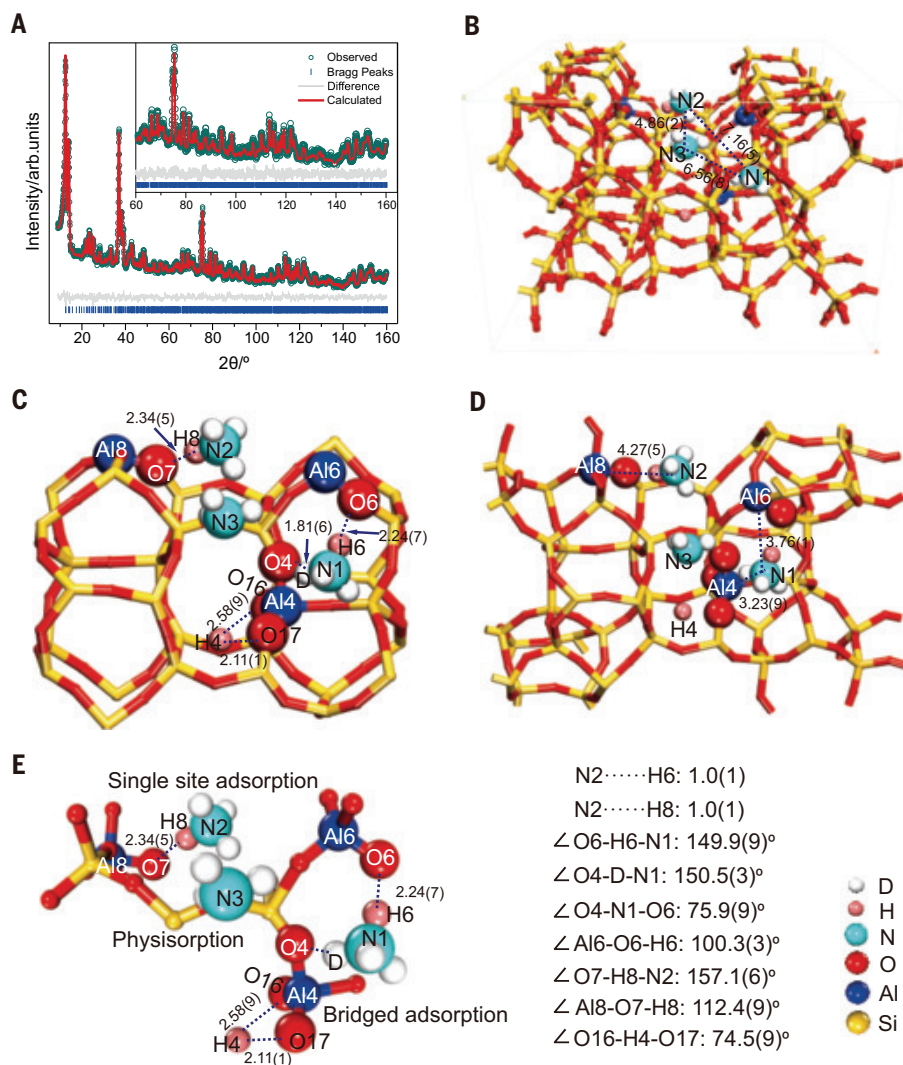 A
Intensity/arb.units
Observed
Bragg Peaks
Difference
Calculated
60 80 100 120 140 160
20 40 60 80 100 120 140 160
2θ/º
B
N2
4.86(2)
N3
6.56(8)
N1
C
2.34(5)
Al8
H8
N2
O7
Al6
O6
N3
1.81(6)
2.24(7)
H6
O4
D
N1
O16
Al4
2.58(9)
H4
O17
2.11(1)
D
4.27(5)
Al8
N2
Al6
N3
3.76(1)
N1
Al4
3.23(9)
H4
E
Single site adsorption
H8
N2
2.34(5)
Al8
O7
Al6
O6
N3
2.24(7)
H6
Physisorption
O4
D
N1
O16
Al4
Bridged adsorption
2.58(9)
H4
O17
2.11(1)
N2······H6: 1.0(1)
N2······H8: 1.0(1)
∠O6-H6-N1: 149.9(9)º
∠O4-D-N1: 150.5(3)º
∠O4-N1-O6: 75.9(9)º
∠Al6-O6-H6: 100.3(3)º
∠O7-H8-N2: 157.1(6)º
∠Al8-O7-H8: 112.4(9)º
∠O16-H4-O17: 74.5(9)º
D
H
N
O
Al
Si